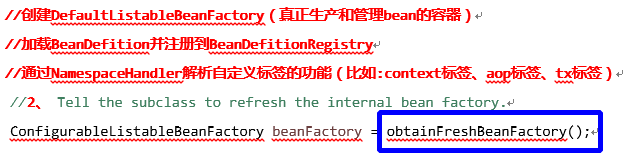 //创建DefaultListableBeanFactory（真正生产和管理bean的容器）
//加载BeanDefition并注册到BeanDefitionRegistry
//通过NamespaceHandler解析自定义标签的功能（比如:context标签、aop标签、tx标签）
//2、 Tell the subclass to refresh the internal bean factory.
ConfigurableListableBeanFactory beanFactory = obtainFreshBeanFactory();